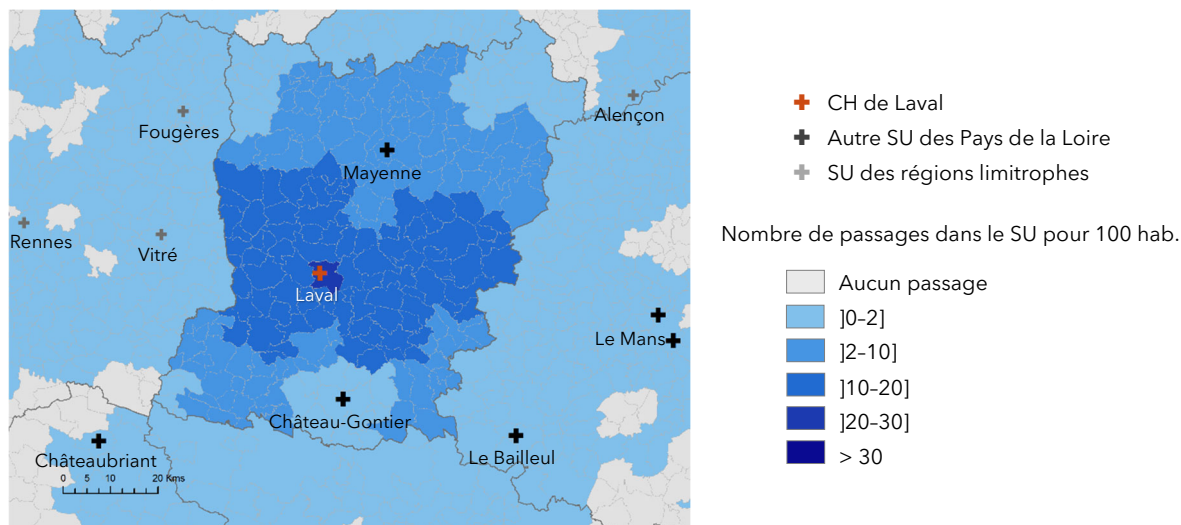 Fougères
Alençon
Mayenne
Rennes
Vitré
Laval
Le Mans
Château-Gontier
Le Bailleul
Châteaubriant
0 5 10 20 Kms
CH de Laval
Autre SU des Pays de la Loire
SU des régions limitrophes
Nombre de passages dans le SU pour 100 hab.
Aucun passage
]0–2]
]2–10]
]10–20]
]20–30]
> 30